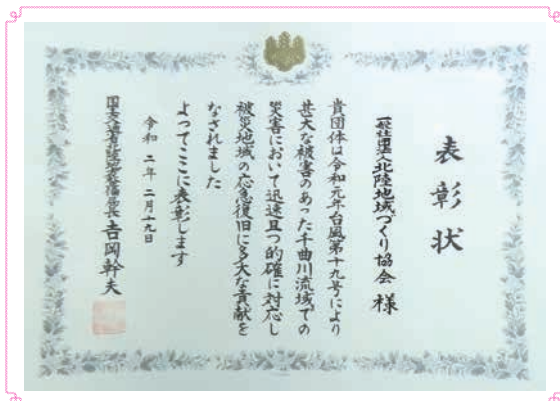 表彰状
一般社団法人北陸地域づくり協会 様
貴団体は令和元年台風第十九号により
甚大な被害のあった千曲川流域での
災害において迅速且つ的確に対応し
被災地域の応急復旧に多大な貢献を
なされました
よってここに表彰します
令和二年二月十九日
国土交通省北陸地方整備局長 吉岡幹夫